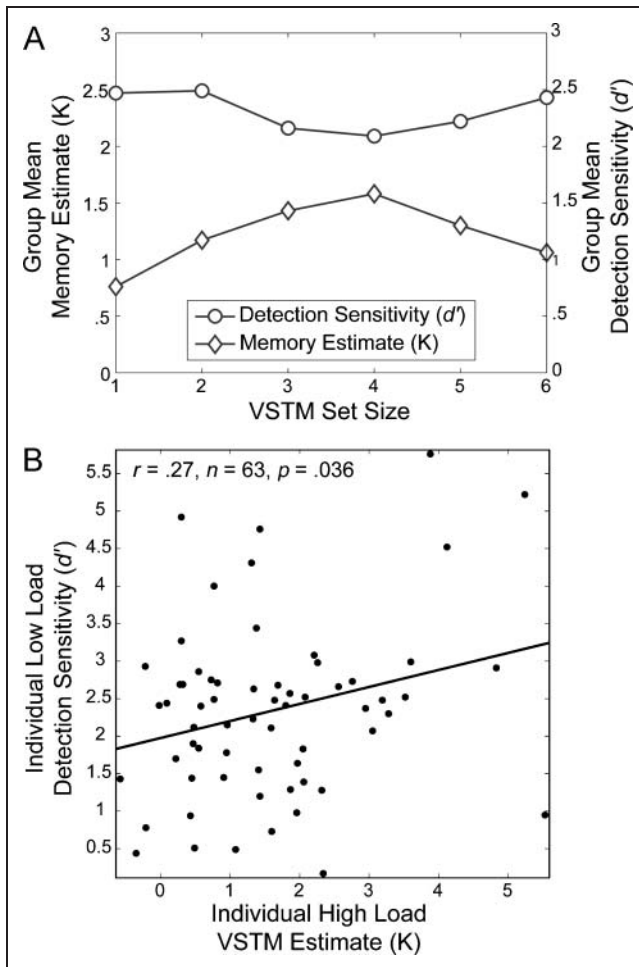 A
3
2.5
2
1.5
1
.5
0
Group Mean
Memory Estimate (K)
3
2.5
2
1.5
1
.5
0
Group Mean
Detection Sensitivity (d′)
Detection Sensitivity (d′)
Memory Estimate (K)
1 2 3 4 5 6
VSTM Set Size
B
r = .27, n = 63, p = .036
5.5
5
4.5
4
3.5
3
2.5
2
1.5
1
0.5
Individual Low Load
Detection Sensitivity (d′)
0 1 2 3 4 5
Individual High Load
VSTM Estimate (K)